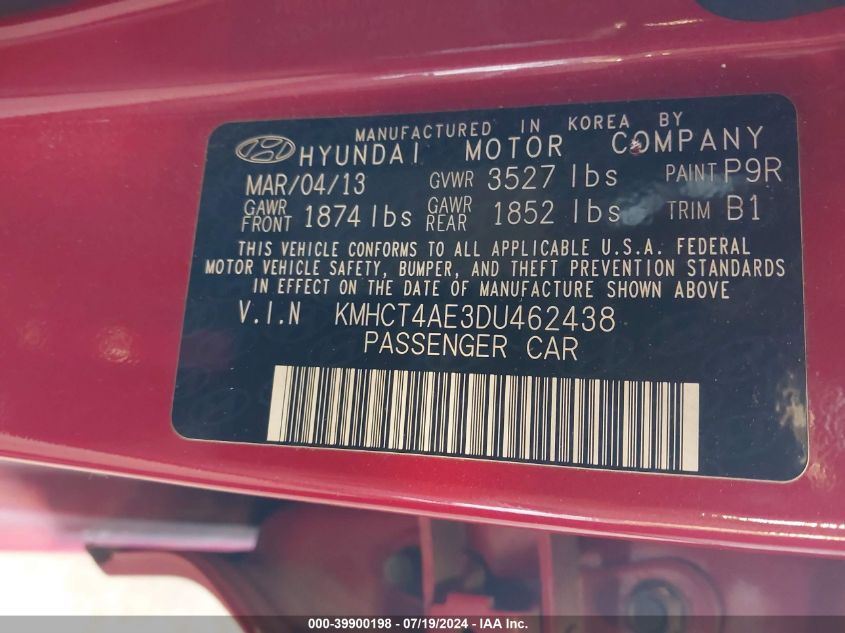 MANUFACTURED IN KOREA BY
HYUNDAI MOTOR COMPANY
MAR/04/13 GVWR 3527 lbs PAINT P9R
GAWR FRONT 1874 lbs GAWR REAR 1852 lbs TRIM B1
THIS VEHICLE CONFORMS TO ALL APPLICABLE U.S.A. FEDERAL
MOTOR VEHICLE SAFETY, BUMPER, AND THEFT PREVENTION STANDARDS
IN EFFECT ON THE DATE OF MANUFACTURE SHOWN ABOVE
V.I.N KMHCT4AE3DU462438
PASSENGER CAR
000-39900198 - 07/19/2024 - IAA Inc.